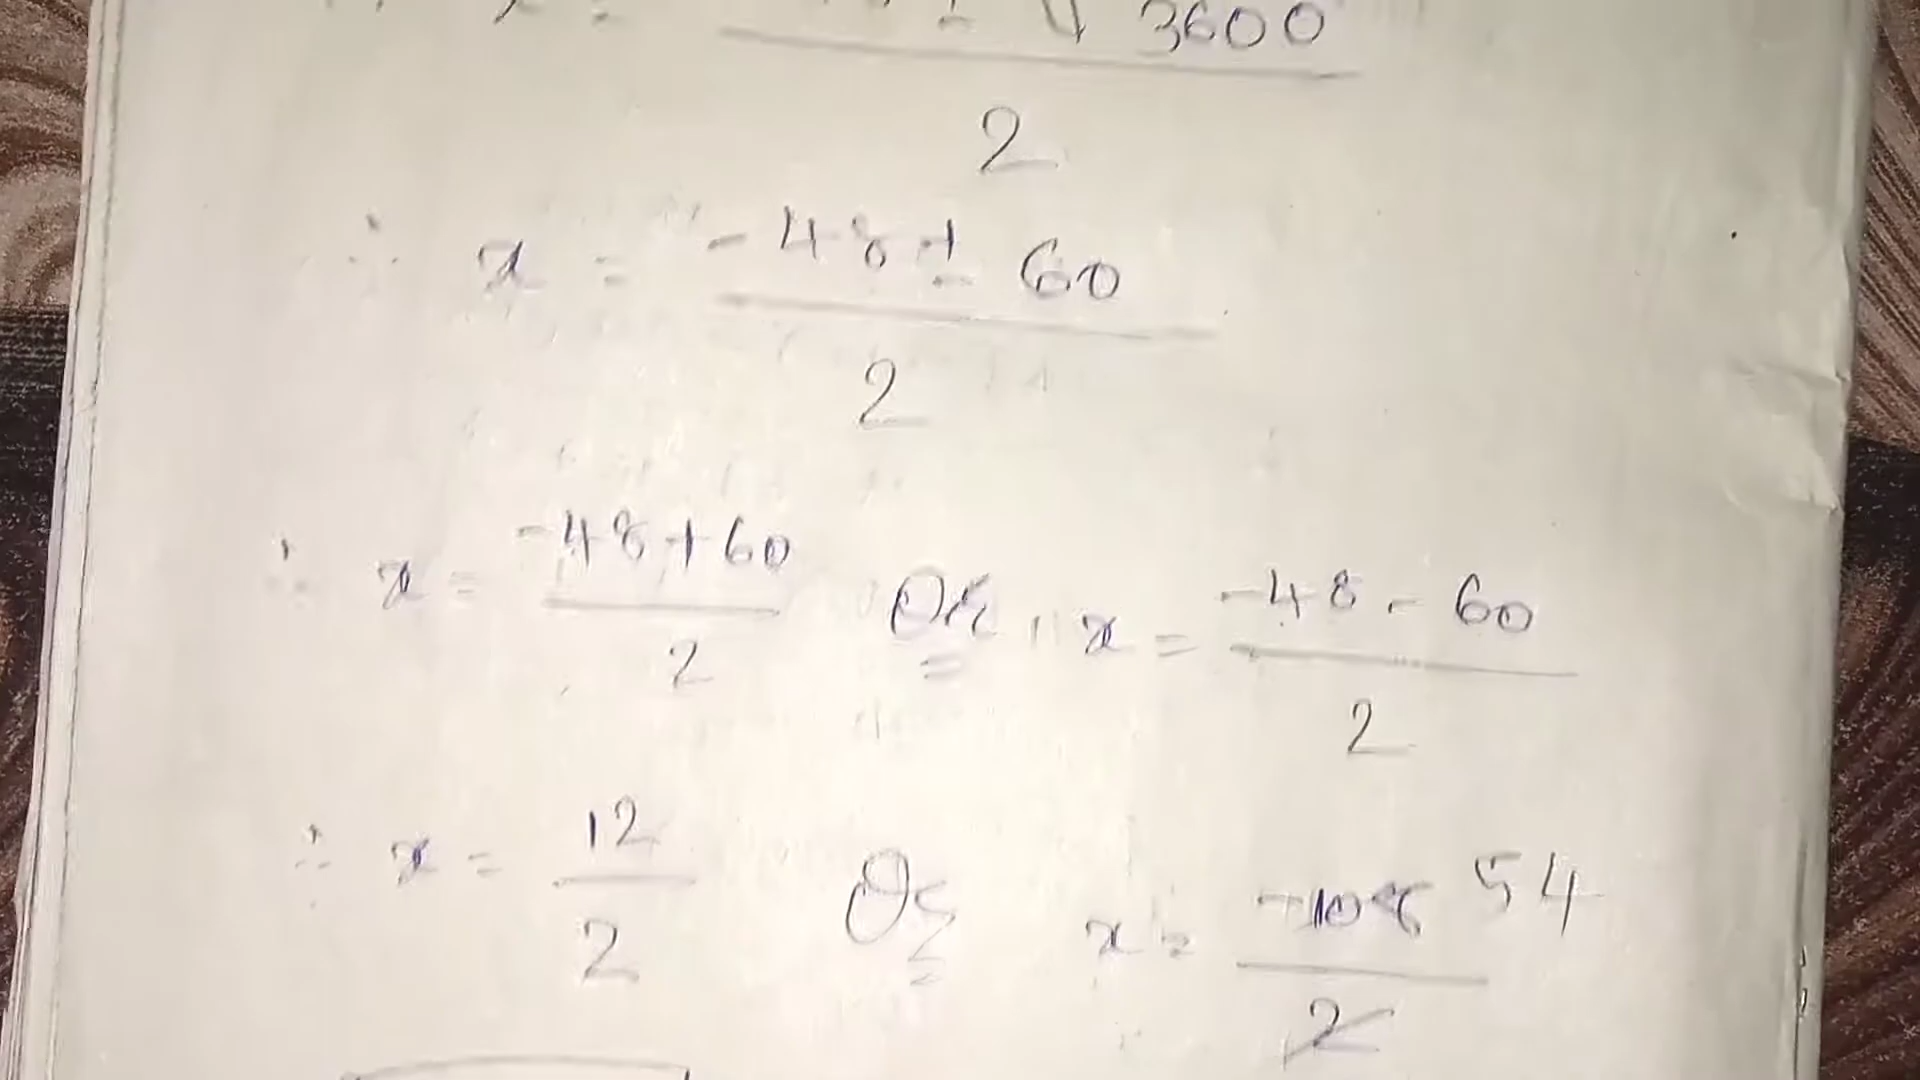 x = ± √3600
2
∴ x = -48 ± 60
2
∴ x = -48+60 Or x = -48 - 60
2 2
∴ x = 12 Or x = -108 54
2 2